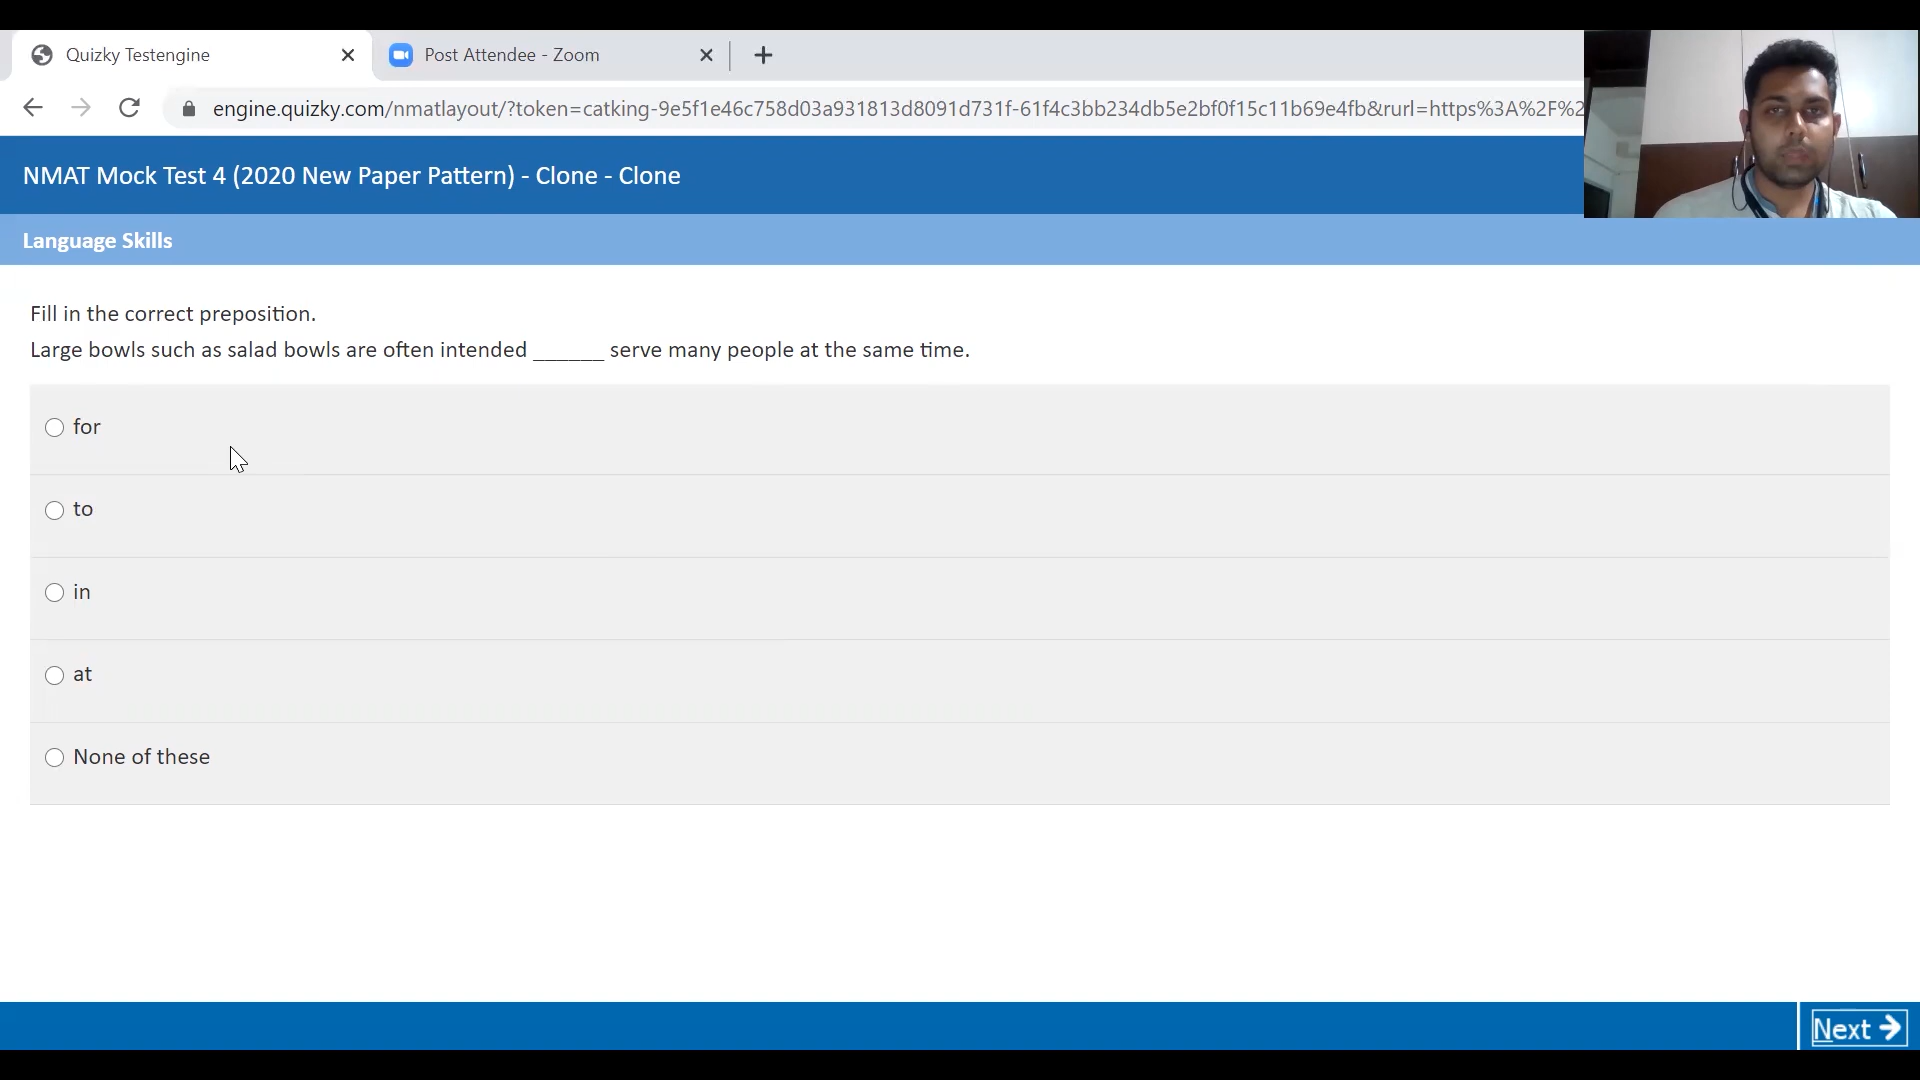 Quizky Testengine
Post Attendee - Zoom
engine.quizky.com/nmatlayout/?token=catking-9e5f1e46c758d03a931813d8091d731f-61f4c3bb234db5e2bf0f15c11b69e4fb&rurl=https%3A%2F%2
NMAT Mock Test 4 (2020 New Paper Pattern) - Clone - Clone
Language Skills
Fill in the correct preposition.
Large bowls such as salad bowls are often intended ______ serve many people at the same time.
for
to
in
at
None of these
Next